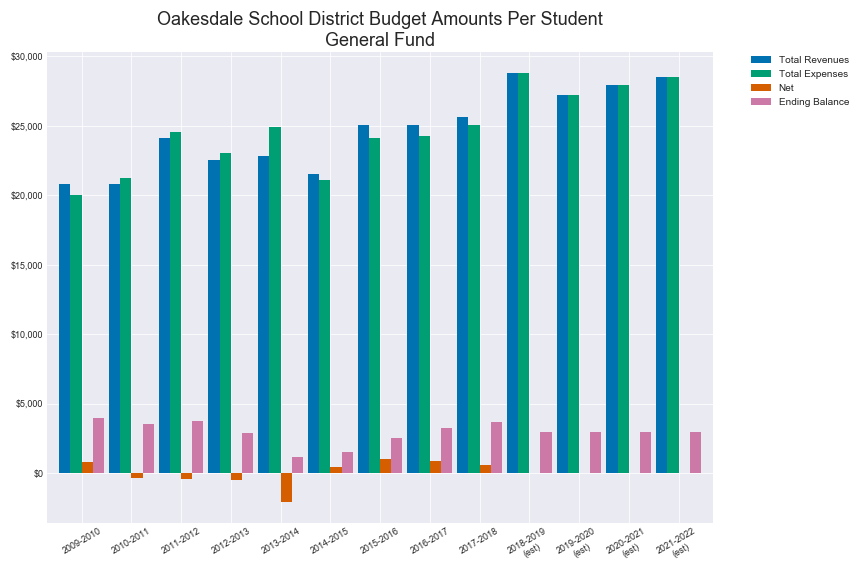 Oakesdale School District Budget Amounts Per Student
General Fund
Total Revenues
Total Expenses
Net
Ending Balance
$30,000
$25,000
$20,000
$15,000
$10,000
$5,000
$0
2009-2010
2010-2011
2011-2012
2012-2013
2013-2014
2014-2015
2015-2016
2016-2017
2017-2018
2018-2019
(est)
2019-2020
(est)
2020-2021
(est)
2021-2022
(est)